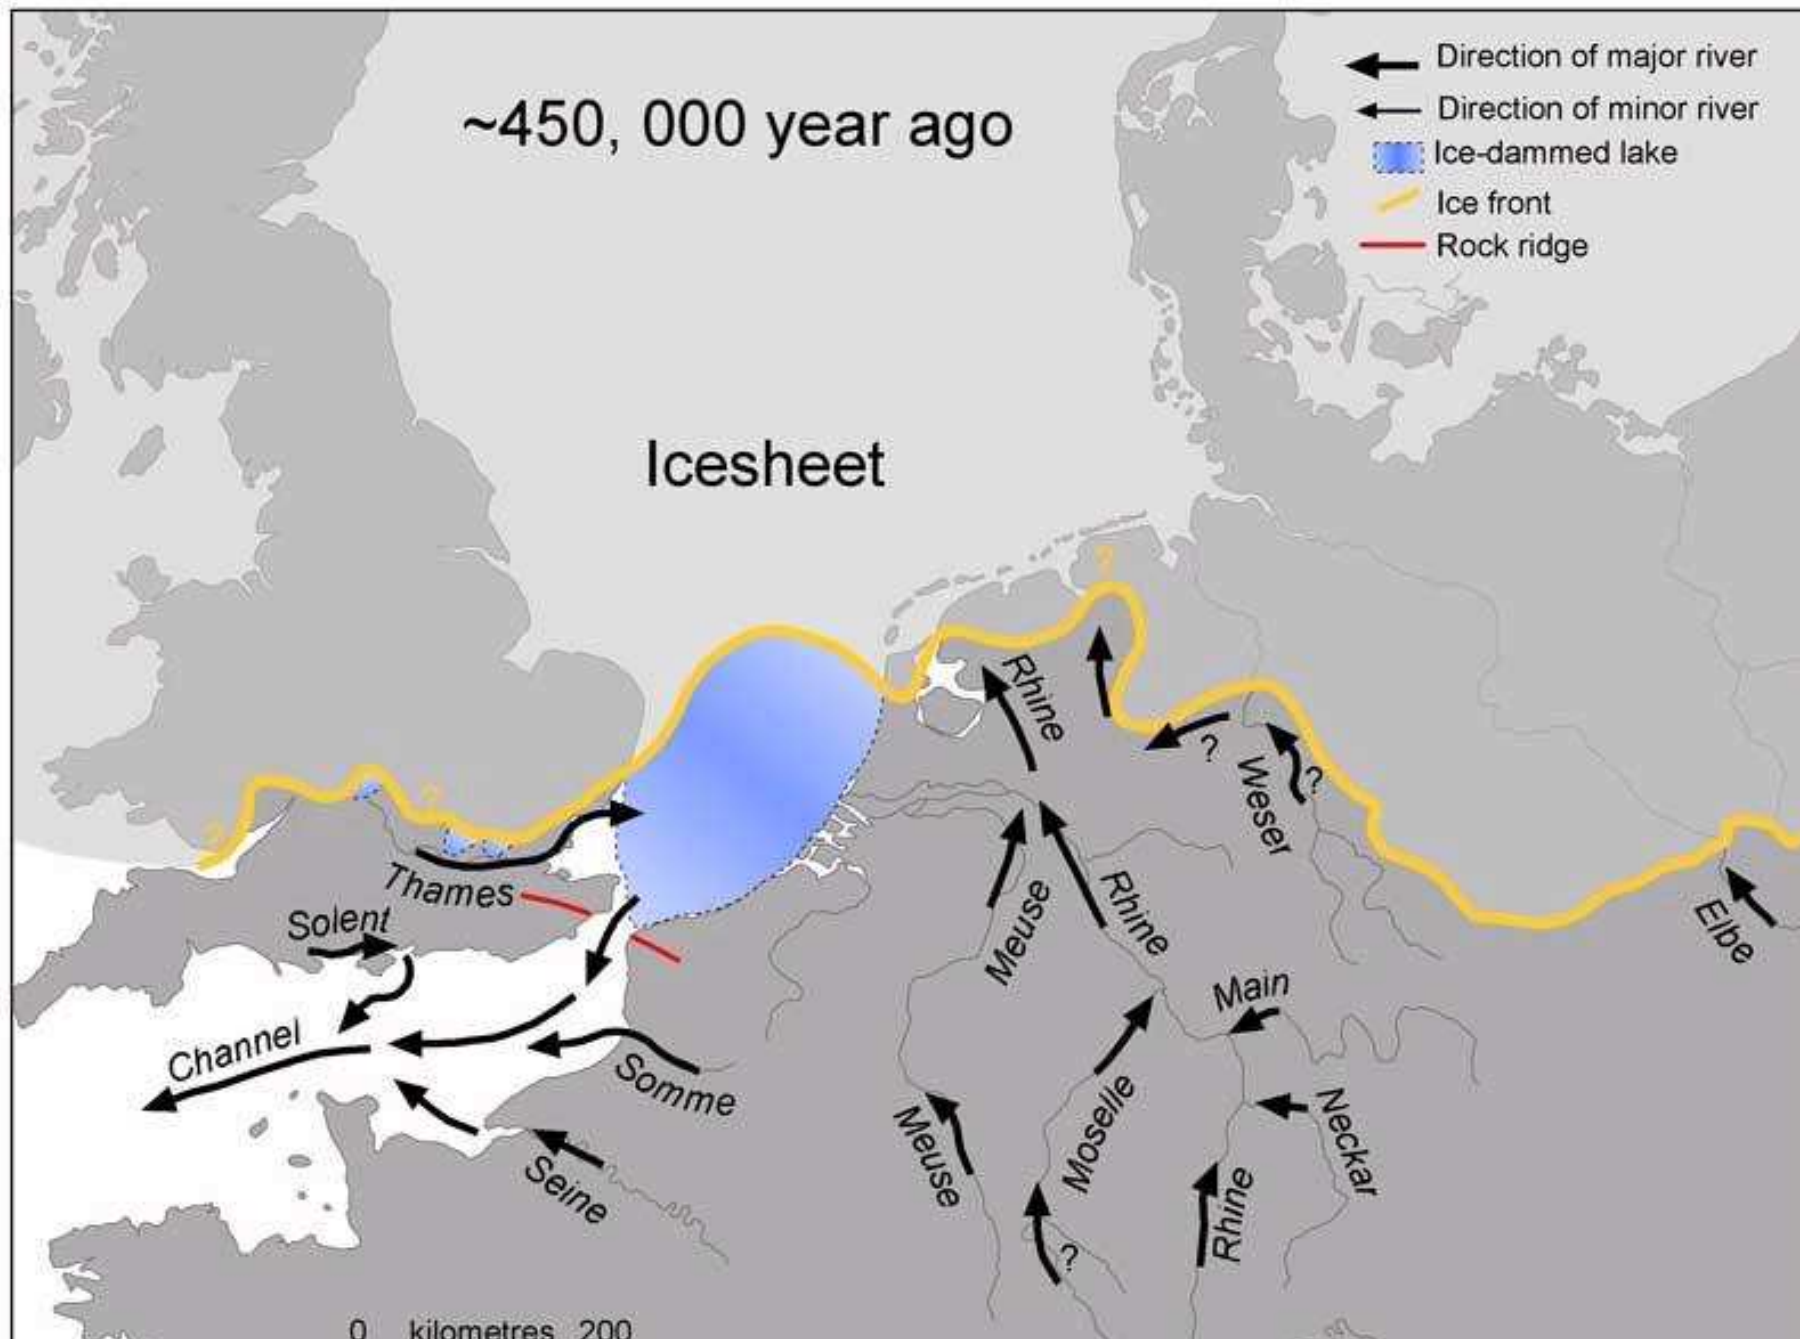 ~450, 000 year ago
Direction of major river
Direction of minor river
Ice-dammed lake
Ice front
Rock ridge
Icesheet
?
Rhine
?
Weser
?
?
?
Thames
Solent
Meuse
Rhine
Elbe
Main
Channel
Somme
Moselle
Meuse
Neckar
Seine
Rhine
?
0 kilometres 200